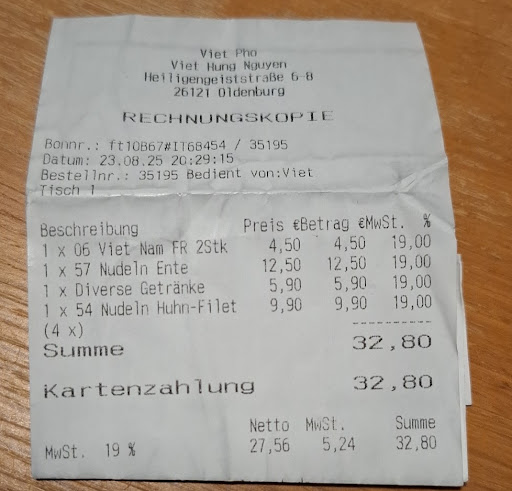 Viet Pho
Viet Hung Nguyen
Heiligengeiststraße 6-8
26121 Oldenburg
RECHNUNGSKOPIE
Bonnr.: ft10B67#IT68454 / 35195
Datum: 23.08.25 20:29:15
Bestellnr.: 35195 Bedient von:Viet
Tisch 1
Beschreibung Preis €Betrag €MwSt. %
1 x 06 Viet Nam FR 2Stk 4,50 4,50 19,00
1 x 57 Nudeln Ente 12,50 12,50 19,00
1 x Diverse Getränke 5,90 5,90 19,00
1 x 54 Nudeln Huhn-Filet 9,90 9,90 19,00
(4 x) ----------
Summe 32,80
Kartenzahlung 32,80
Netto MwSt. Summe
MwSt. 19 % 27,56 5,24 32,80